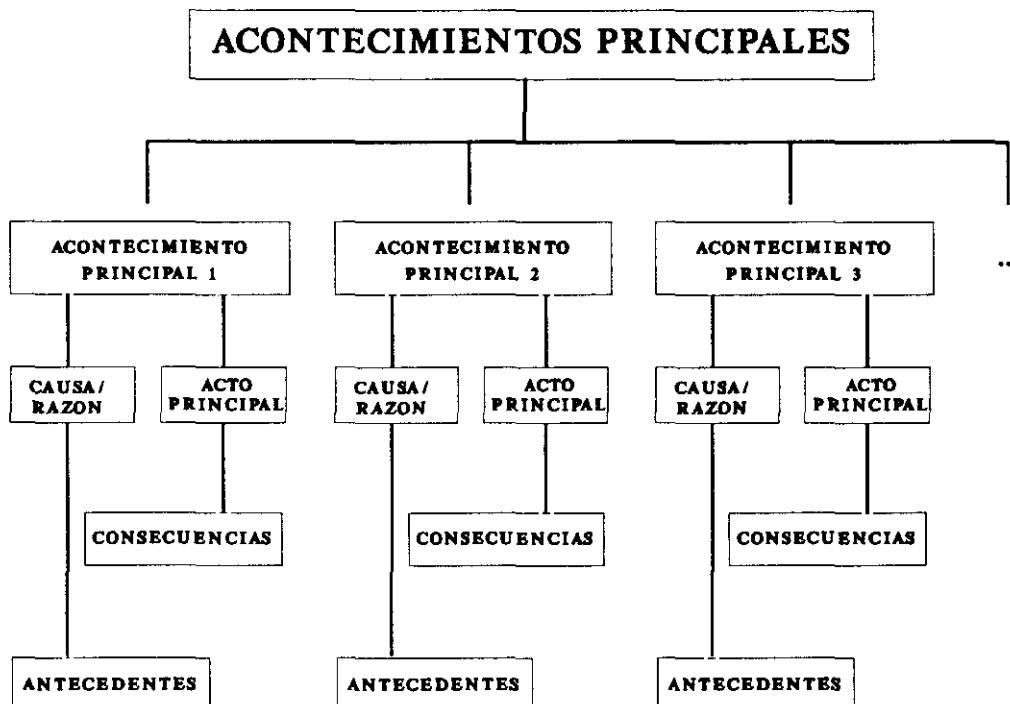 ACONTECIMIENTOS PRINCIPALES
ACONTECIMIENTO
PRINCIPAL 1
ACONTECIMIENTO
PRINCIPAL 2
ACONTECIMIENTO
PRINCIPAL 3
..
CAUSA/
RAZON
ACTO
PRINCIPAL
CAUSA/
RAZON
ACTO
PRINCIPAL
CAUSA/
RAZON
ACTO
PRINCIPAL
CONSECUENCIAS
CONSECUENCIAS
CONSECUENCIAS
ANTECEDENTES
ANTECEDENTES
ANTECEDENTES